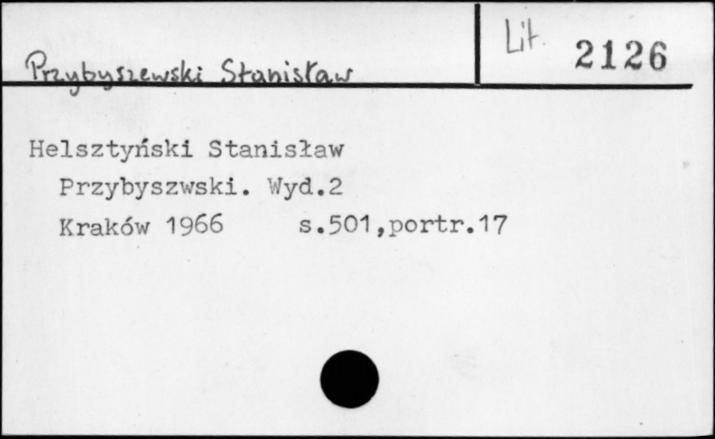 Przybyszewski Stanisław
Lit. 2126
Helsztyński Stanisław
Przybyszwski. Wyd.2
Kraków 1966 s.501,portr.17